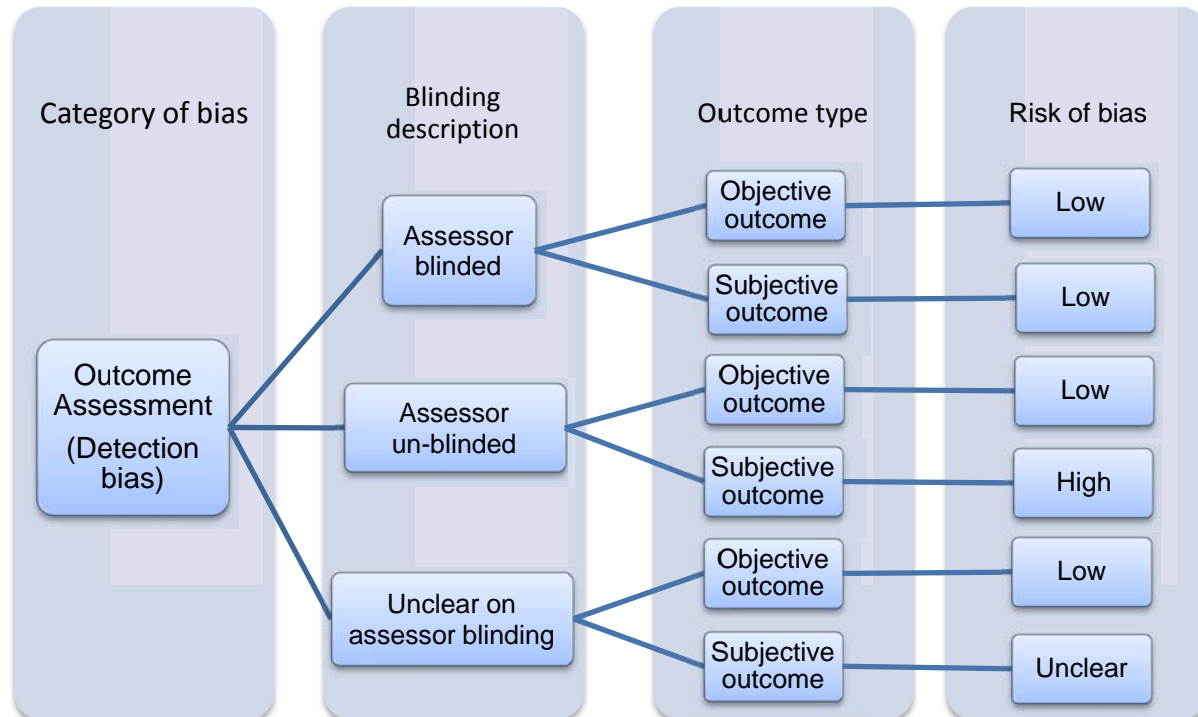 Category of bias
Blinding
description
Outcome type
Risk of bias
Outcome
Assessment
(Detection
bias)
Assessor
blinded
Objective
outcome
Low
Subjective
outcome
Low
Assessor
un-blinded
Objective
outcome
Low
Subjective
outcome
High
Unclear on
assessor blinding
Objective
outcome
Low
Subjective
outcome
Unclear